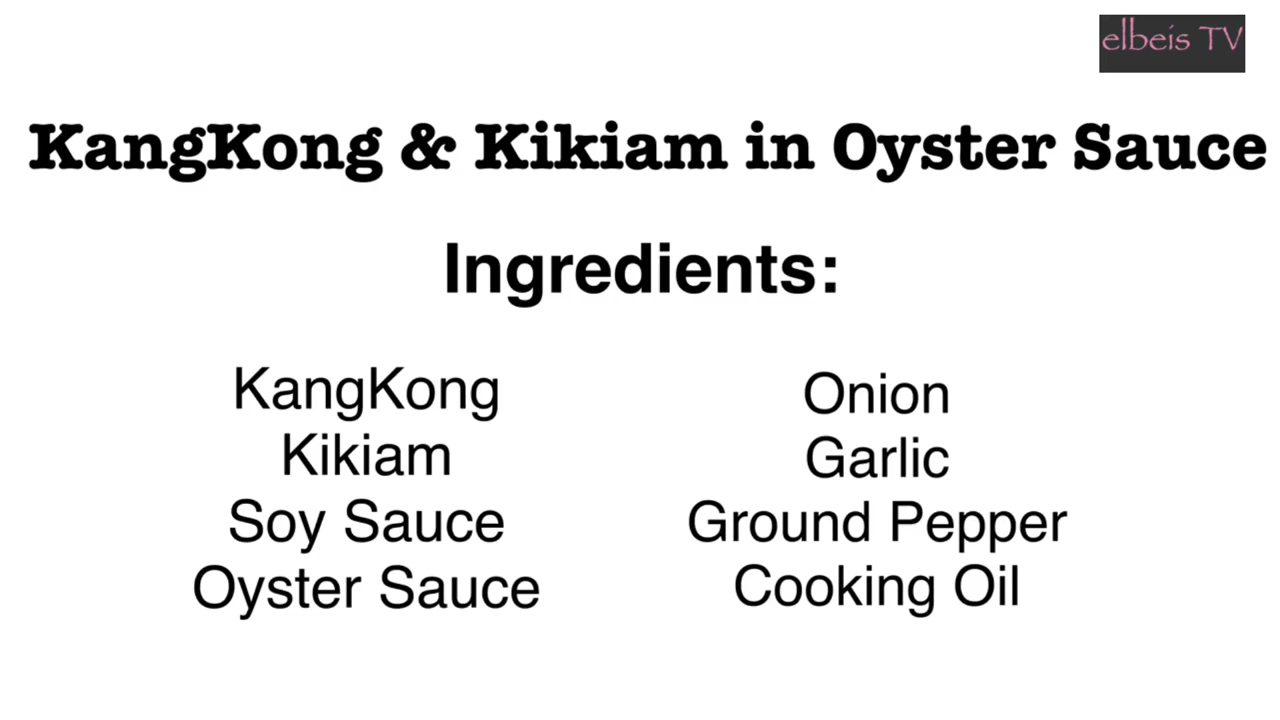 elbeis TV
KangKong & Kikiam in Oyster Sauce
Ingredients:
KangKong
Kikiam
Soy Sauce
Oyster Sauce
Onion
Garlic
Ground Pepper
Cooking Oil